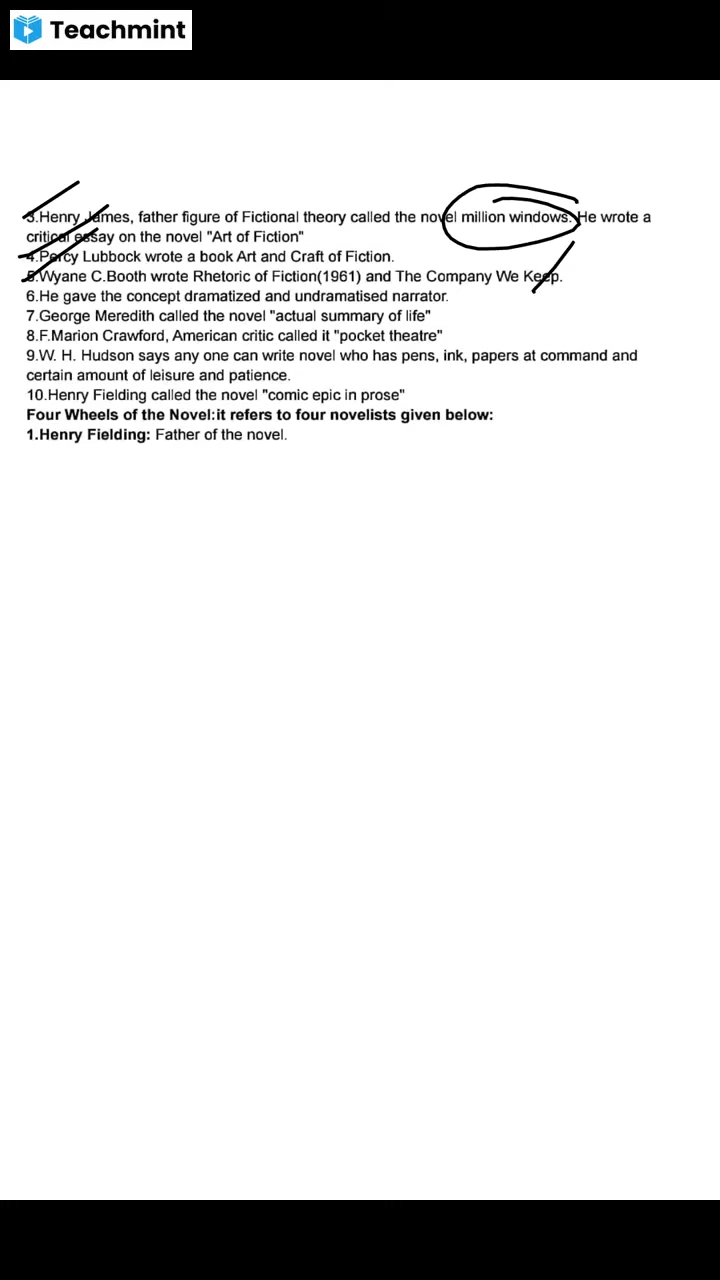 Teachmint
3.Henry James, father figure of Fictional theory called the novel million windows. He wrote a
critical essay on the novel "Art of Fiction"
4.Percy Lubbock wrote a book Art and Craft of Fiction.
5.Wyane C.Booth wrote Rhetoric of Fiction(1961) and The Company We Keep.
6.He gave the concept dramatized and undramatised narrator.
7.George Meredith called the novel "actual summary of life"
8.F.Marion Crawford, American critic called it "pocket theatre"
9.W. H. Hudson says any one can write novel who has pens, ink, papers at command and
certain amount of leisure and patience.
10.Henry Fielding called the novel "comic epic in prose"
Four Wheels of the Novel:it refers to four novelists given below:
1.Henry Fielding: Father of the novel.